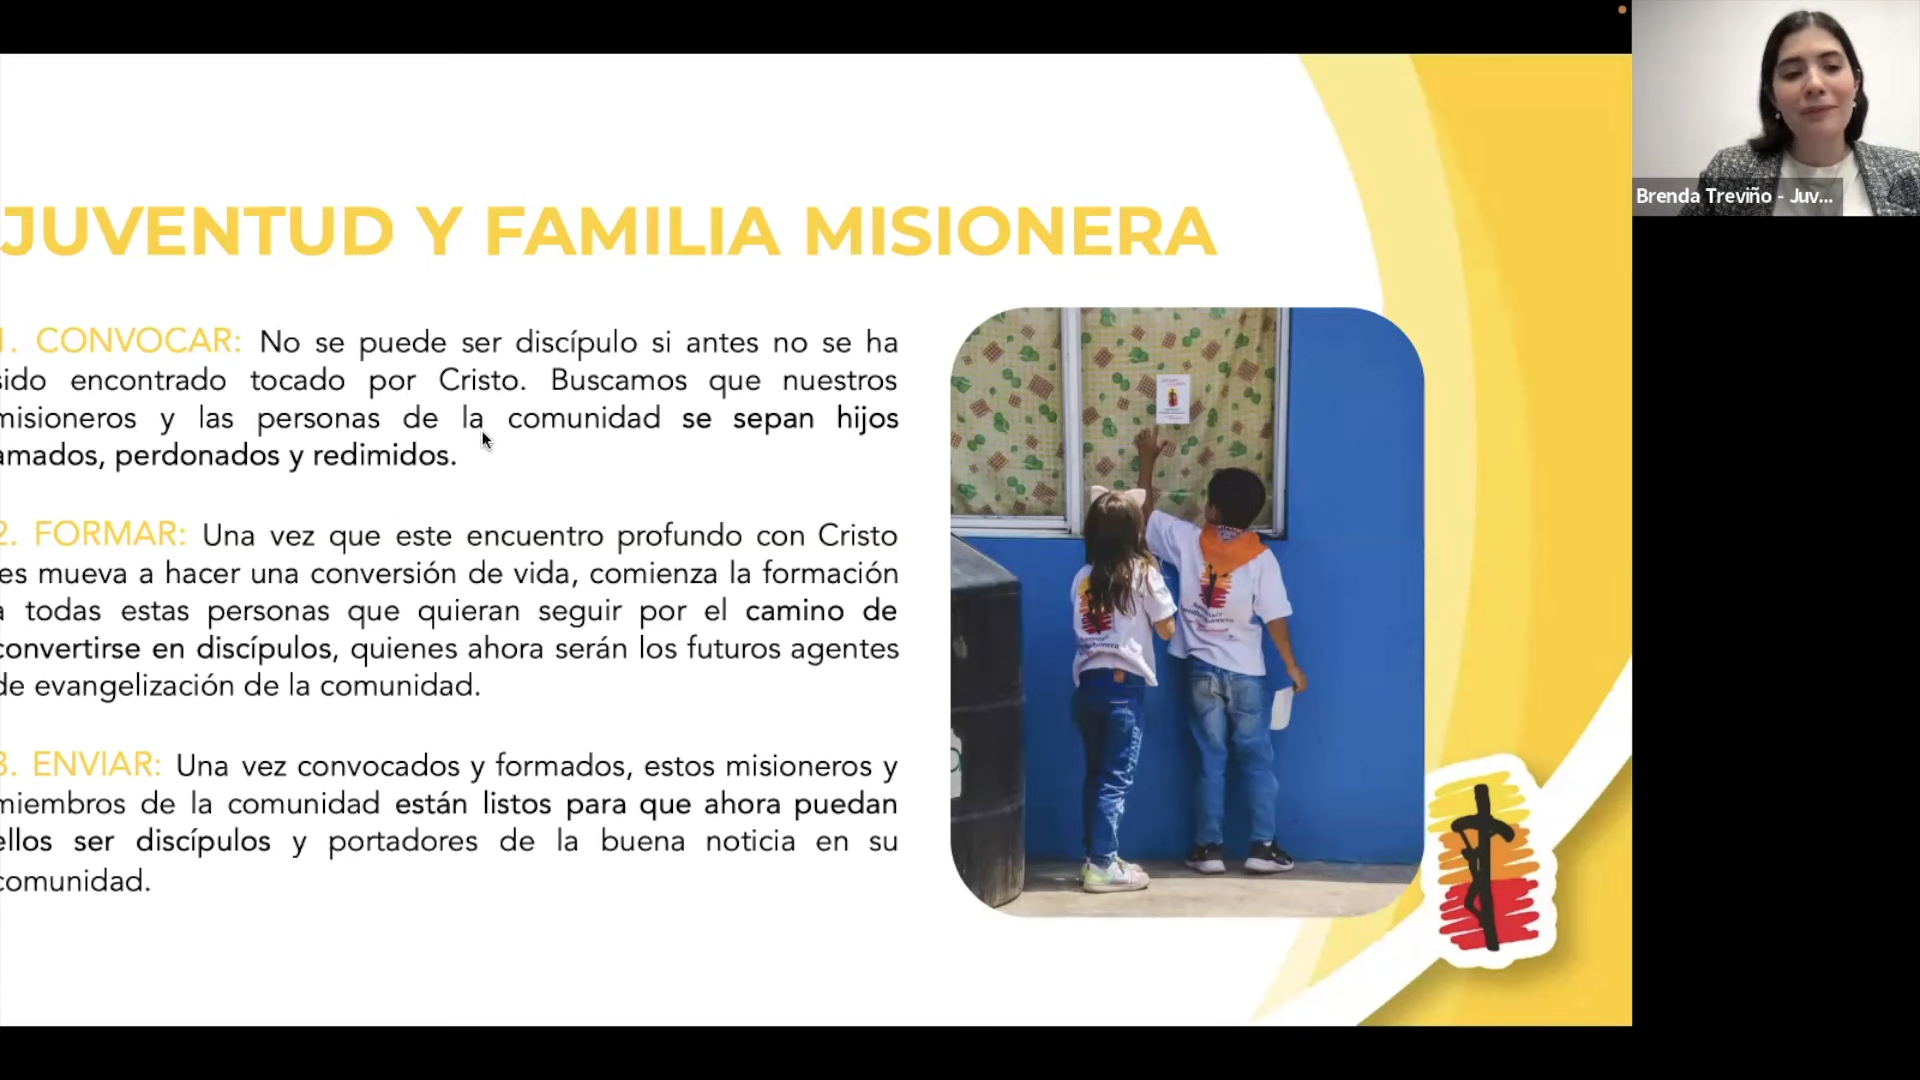 JUVENTUD Y FAMILIA MISIONERA
1. CONVOCAR: No se puede ser discípulo si antes no se ha
sido encontrado tocado por Cristo. Buscamos que nuestros
misioneros y las personas de la comunidad se sepan hijos
amados, perdonados y redimidos.
2. FORMAR: Una vez que este encuentro profundo con Cristo
es mueva a hacer una conversión de vida, comienza la formación
a todas estas personas que quieran seguir por el camino de
convertirse en discípulos, quienes ahora serán los futuros agentes
de evangelización de la comunidad.
3. ENVIAR: Una vez convocados y formados, estos misioneros y
miembros de la comunidad están listos para que ahora puedan
ellos ser discípulos y portadores de la buena noticia en su
comunidad.
Brenda Treviño - Juv...